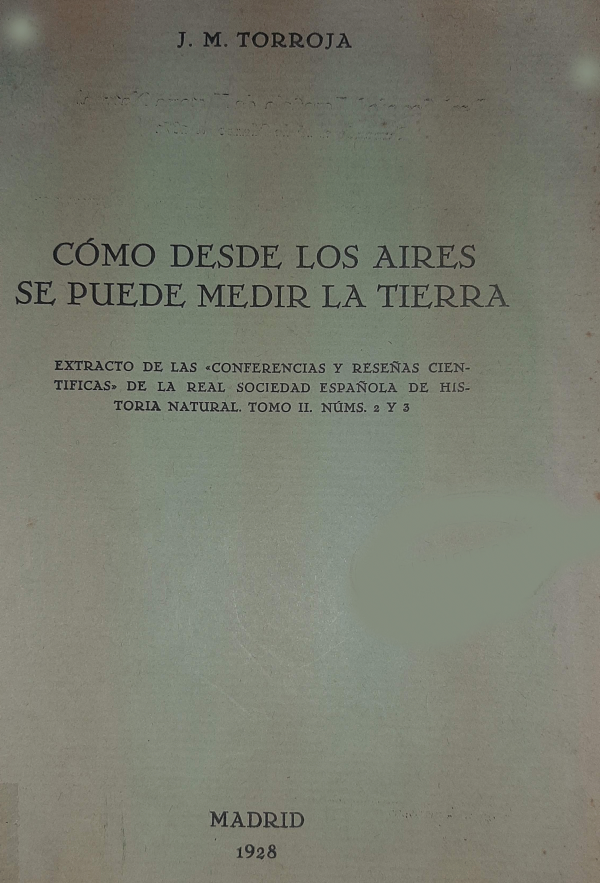 J. M. TORROJA
CÓMO DESDE LOS AIRES
SE PUEDE MEDIR LA TIERRA
EXTRACTO DE LAS «CONFERENCIAS Y RESEÑAS CIEN-
TIFICAS» DE LA REAL SOCIEDAD ESPAÑOLA DE HIS-
TORIA NATURAL. TOMO II. NÚMS. 2 Y 3
MADRID
1928